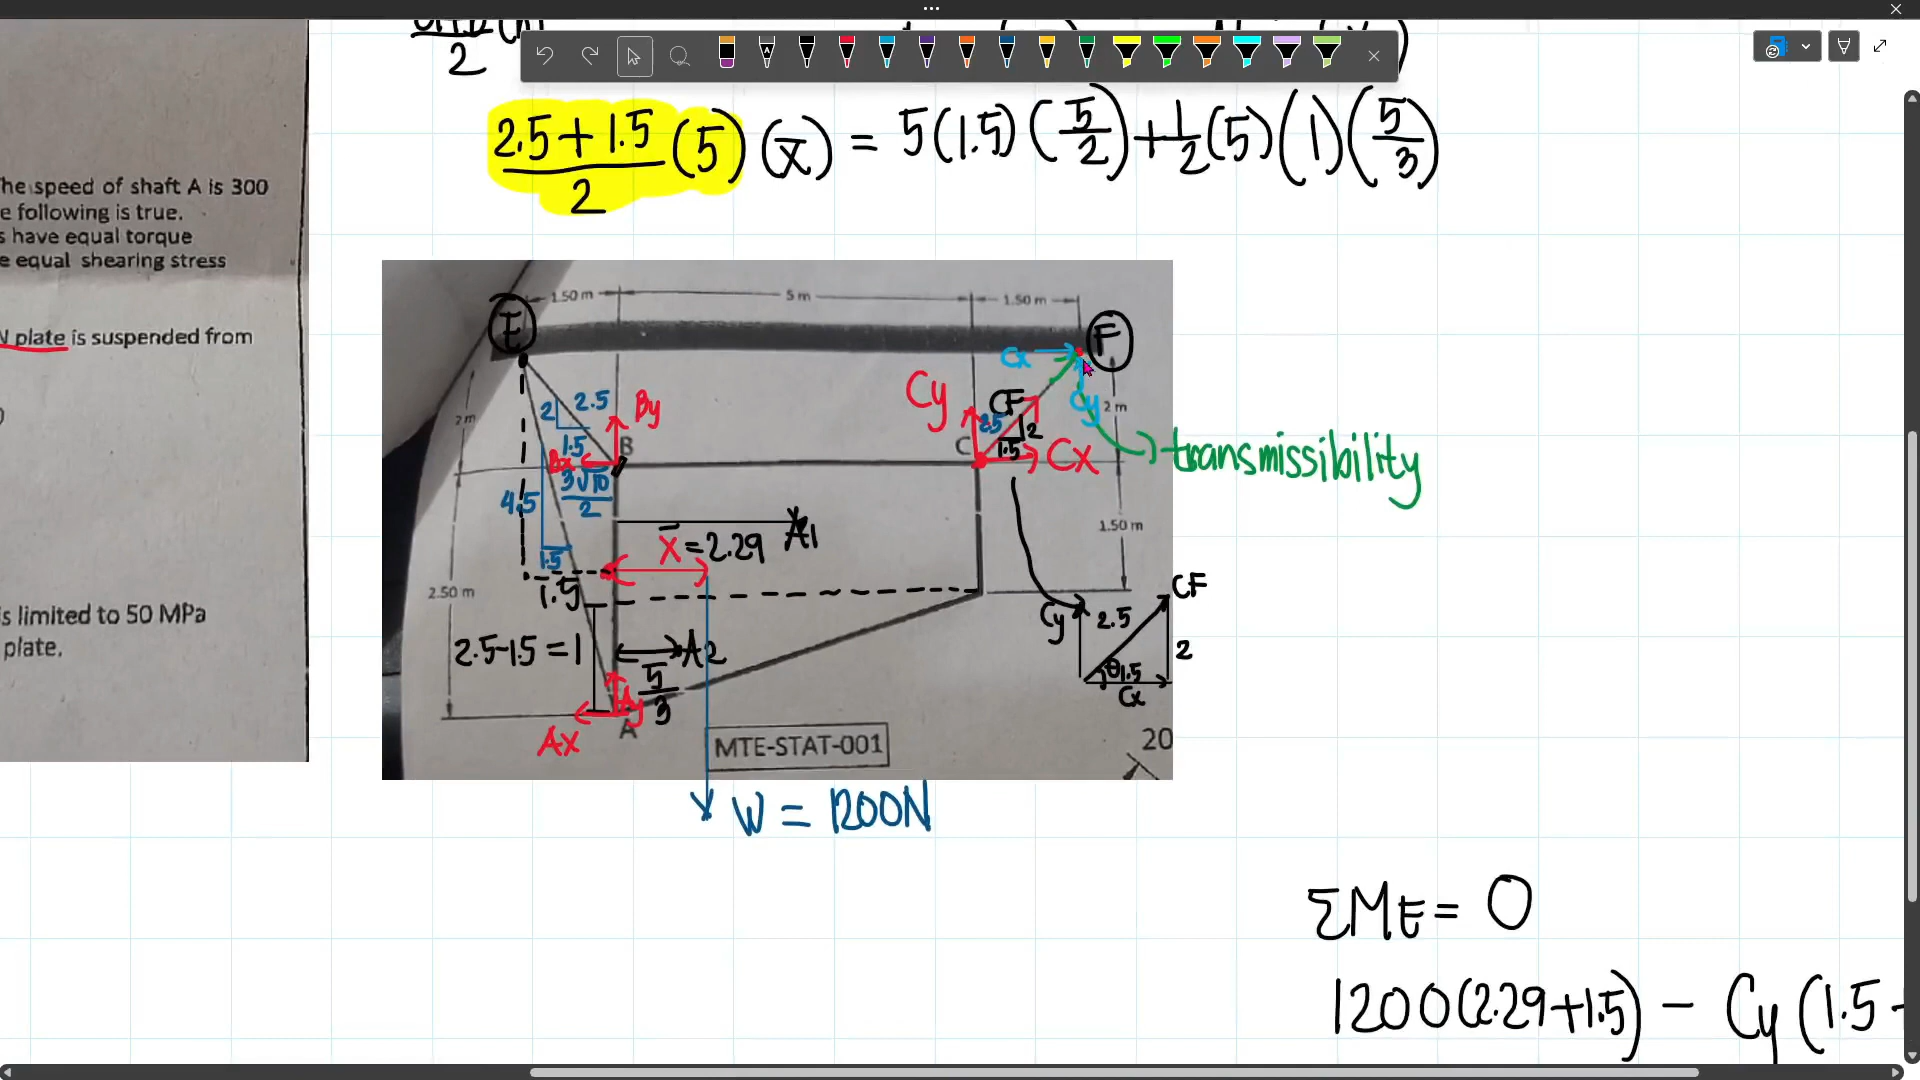 2
2.5+1.5
2
(5)(x̄) = 5(1.5)(5/2)+1/2(5)(1)(5/3)
he speed of shaft A is 300
e following is true.
s have equal torque
e equal shearing stress
N plate is suspended from
s limited to 50 MPa
plate.
1.50 m
5 m
1.50 m
E
F
Cx
Cy
2 m
2 m
2
2.5
1.5
By
B
Bx
Cy
CF
2.5
2
1.5
C
Cx
transmissibility
4.5
3√10
2
1.5
x̄ = 2.29
A1
1.50 m
2.50 m
1.5
2.5-1.5 = 1
A2
5
3
Ay
Ax
A
Cy
2.5
CF
2
θ
1.5
Cx
MTE-STAT-001
20
W = 1200N
ΣME = 0
1200(2.29+1.5) - Cy(1.5